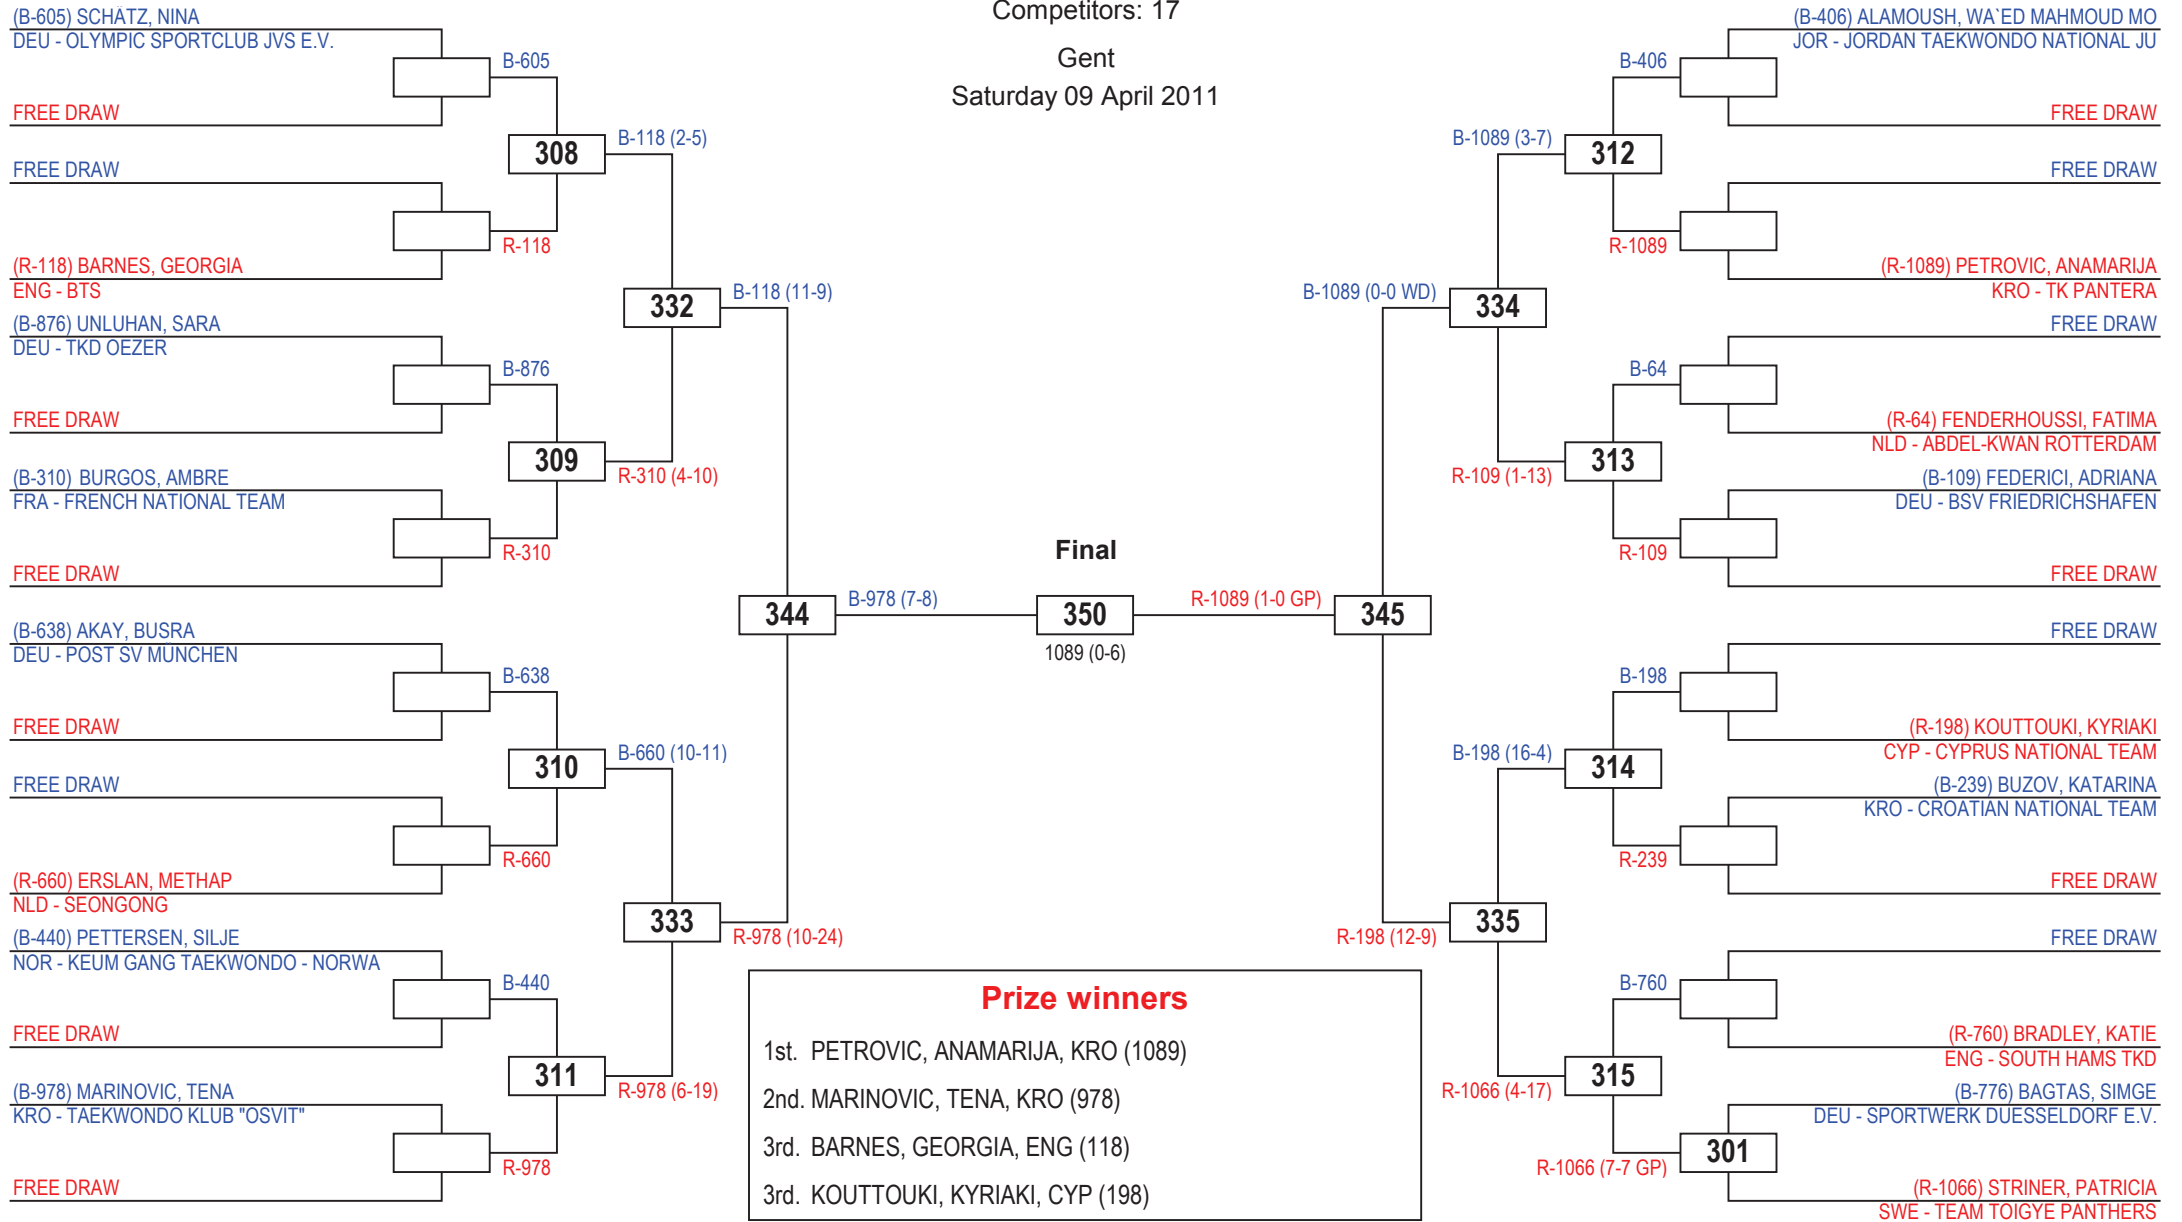 Competitors: 17
Gent
Saturday 09 April 2011
(B-605) SCHÄTZ, NINA
DEU - OLYMPIC SPORTCLUB JVS E.V.
B-605
FREE DRAW
308
B-118 (2-5)
FREE DRAW
R-118
(R-118) BARNES, GEORGIA
ENG - BTS
332
B-118 (11-9)
(B-876) UNLUHAN, SARA
DEU - TKD OEZER
B-876
FREE DRAW
309
R-310 (4-10)
(B-310) BURGOS, AMBRE
FRA - FRENCH NATIONAL TEAM
R-310
FREE DRAW
344
B-978 (7-8)
(B-638) AKAY, BUSRA
DEU - POST SV MUNCHEN
B-638
FREE DRAW
310
B-660 (10-11)
FREE DRAW
R-660
(R-660) ERSLAN, METHAP
NLD - SEONGONG
333
R-978 (10-24)
(B-440) PETTERSEN, SILJE
NOR - KEUM GANG TAEKWONDO - NORWA
B-440
FREE DRAW
311
R-978 (6-19)
(B-978) MARINOVIC, TENA
KRO - TAEKWONDO KLUB "OSVIT"
R-978
FREE DRAW
Final
350
1089 (0-6)
(B-406) ALAMOUSH, WA`ED MAHMOUD MO
JOR - JORDAN TAEKWONDO NATIONAL JU
B-406
FREE DRAW
B-1089 (3-7)
312
FREE DRAW
R-1089
(R-1089) PETROVIC, ANAMARIJA
KRO - TK PANTERA
B-1089 (0-0 WD)
334
FREE DRAW
B-64
(R-64) FENDERHOUSSI, FATIMA
NLD - ABDEL-KWAN ROTTERDAM
R-109 (1-13)
313
(B-109) FEDERICI, ADRIANA
DEU - BSV FRIEDRICHSHAFEN
R-109
FREE DRAW
R-1089 (1-0 GP)
345
FREE DRAW
B-198
(R-198) KOUTTOUKI, KYRIAKI
CYP - CYPRUS NATIONAL TEAM
B-198 (16-4)
314
(B-239) BUZOV, KATARINA
KRO - CROATIAN NATIONAL TEAM
R-239
FREE DRAW
R-198 (12-9)
335
FREE DRAW
B-760
(R-760) BRADLEY, KATIE
ENG - SOUTH HAMS TKD
R-1066 (4-17)
315
(B-776) BAGTAS, SIMGE
DEU - SPORTWERK DUESSELDORF E.V.
R-1066 (7-7 GP)
301
(R-1066) STRINER, PATRICIA
SWE - TEAM TOIGYE PANTHERS
Prize winners
1st. PETROVIC, ANAMARIJA, KRO (1089)
2nd. MARINOVIC, TENA, KRO (978)
3rd. BARNES, GEORGIA, ENG (118)
3rd. KOUTTOUKI, KYRIAKI, CYP (198)